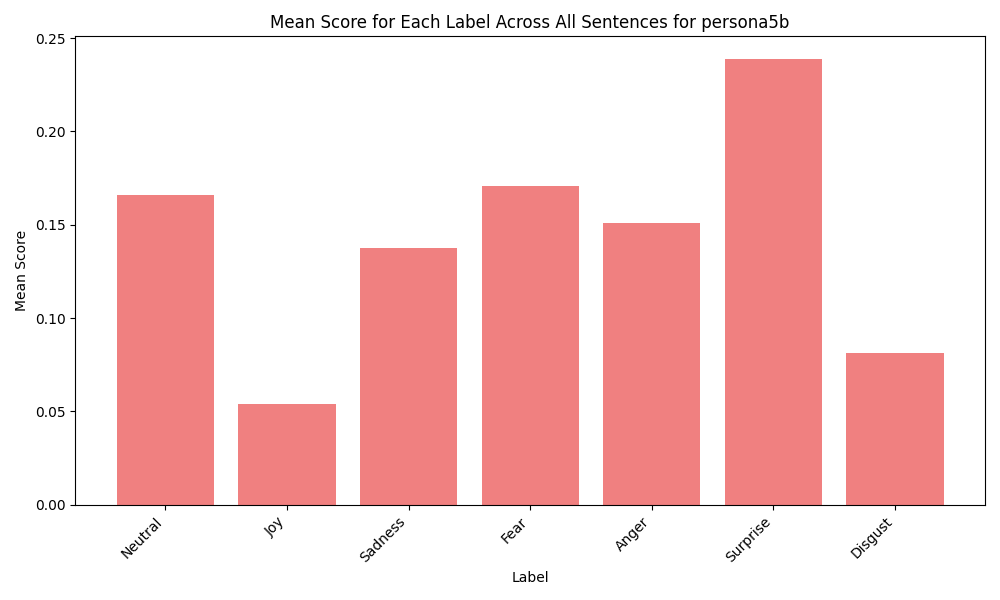 Mean Score for Each Label Across All Sentences for persona5b
Mean Score
0.25
0.20
0.15
0.10
0.05
0.00
Neutral
Joy
Sadness
Fear
Anger
Surprise
Disgust
Label